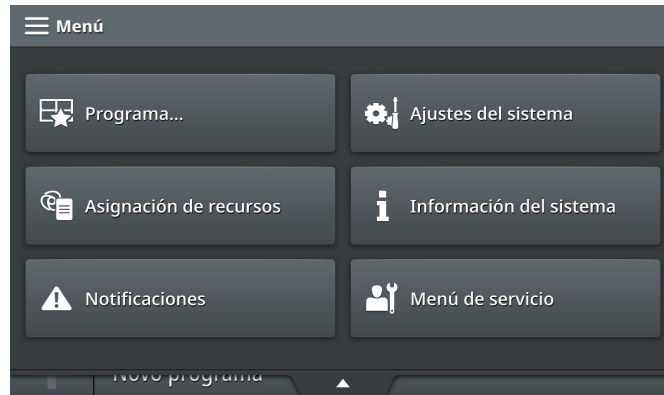 Menú
Programa...
Ajustes del sistema
Asignación de recursos
Información del sistema
Notificaciones
Menú de servicio
Novo programa